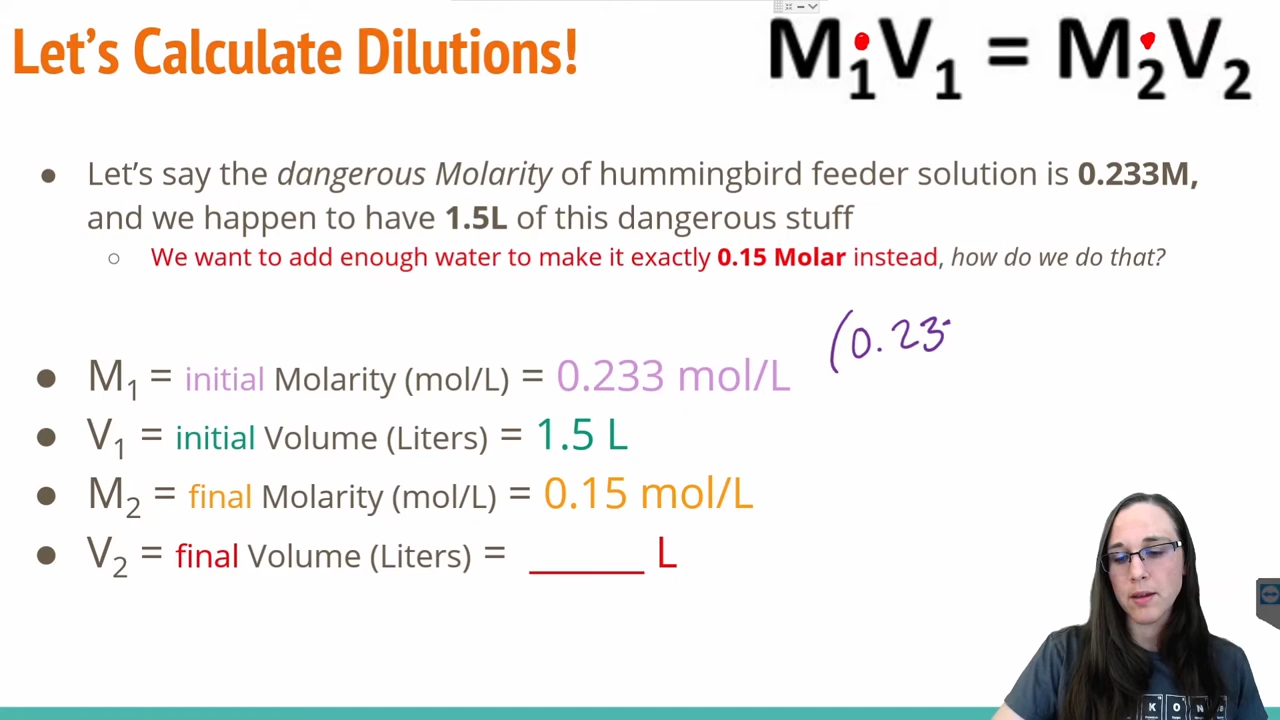 Let's Calculate Dilutions!
M₁V₁ = M₂V₂
● Let's say the dangerous Molarity of hummingbird feeder solution is 0.233M,
and we happen to have 1.5L of this dangerous stuff
○ We want to add enough water to make it exactly 0.15 Molar instead, how do we do that?
(0.23
● M₁ = initial Molarity (mol/L) = 0.233 mol/L
● V₁ = initial Volume (Liters) = 1.5 L
● M₂ = final Molarity (mol/L) = 0.15 mol/L
● V₂ = final Volume (Liters) = ______ L
K O N